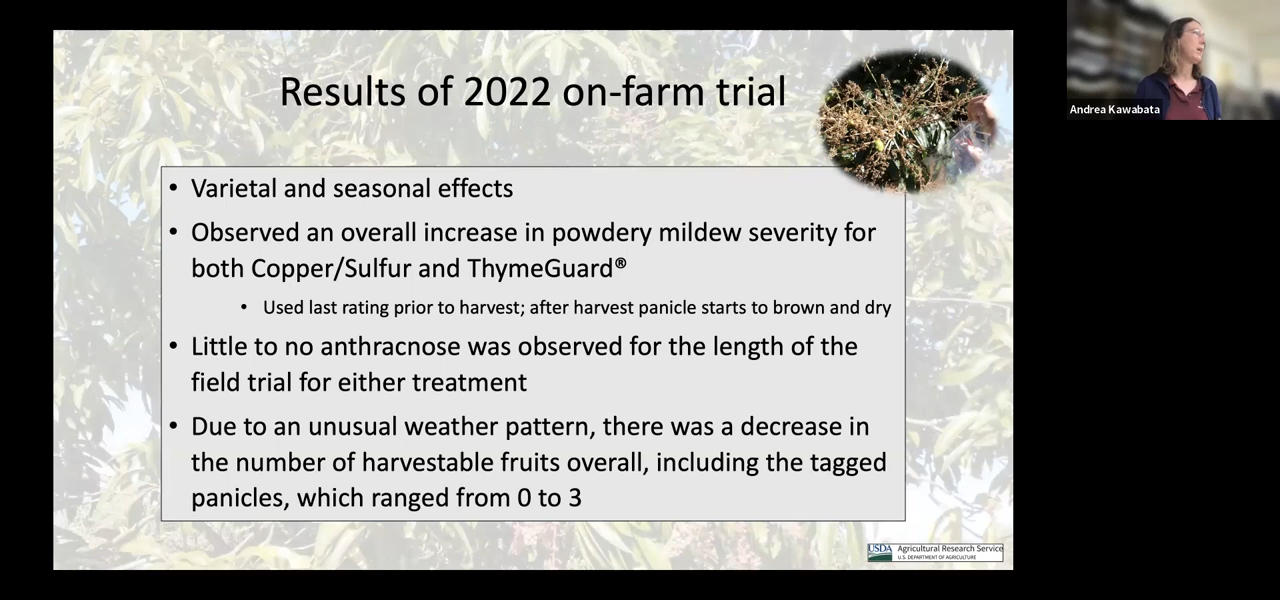 Results of 2022 on-farm trial
• Varietal and seasonal effects
• Observed an overall increase in powdery mildew severity for
both Copper/Sulfur and ThymeGuard®
• Used last rating prior to harvest; after harvest panicle starts to brown and dry
• Little to no anthracnose was observed for the length of the
field trial for either treatment
• Due to an unusual weather pattern, there was a decrease in
the number of harvestable fruits overall, including the tagged
panicles, which ranged from 0 to 3
USDA Agricultural Research Service
U.S. DEPARTMENT OF AGRICULTURE
Andrea Kawabata